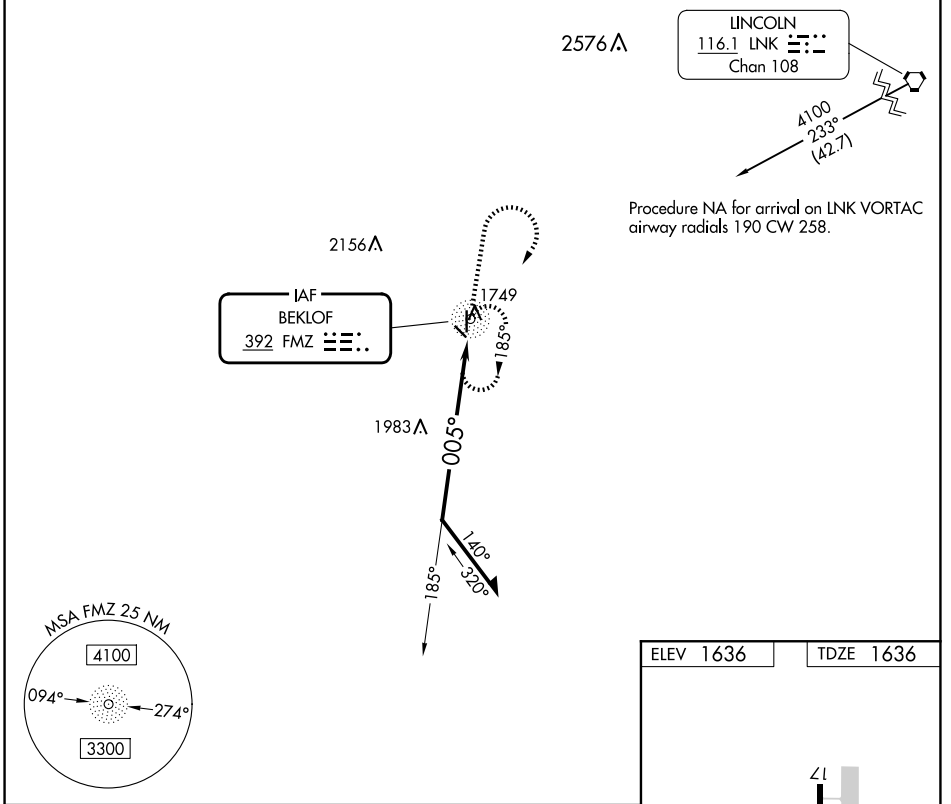 2576
LINCOLN
116.1 LNK
Chan 108
4100
233°
(42.7)
Procedure NA for arrival on LNK VORTAC
airway radials 190 CW 258.
2156
IAF
BEKLOF
392 FMZ
1749
185°
1983
005°
140°
320°
185°
MSA FMZ 25 NM
4100
094°
274°
3300
ELEV 1636
TDZE 1636
17